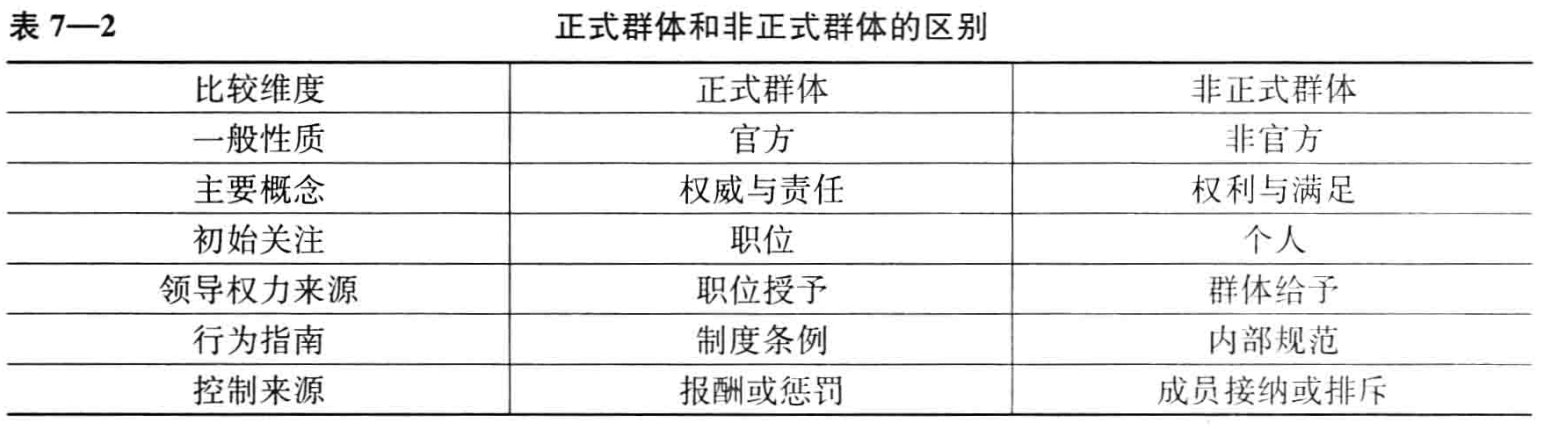 表 7—2 正式群体和非正式群体的区别
比较维度 正式群体 非正式群体
一般性质 官方 非官方
主要概念 权威与责任 权利与满足
初始关注 职位 个人
领导权力来源 职位授予 群体给予
行为指南 制度条例 内部规范
控制来源 报酬或惩罚 成员接纳或排斥